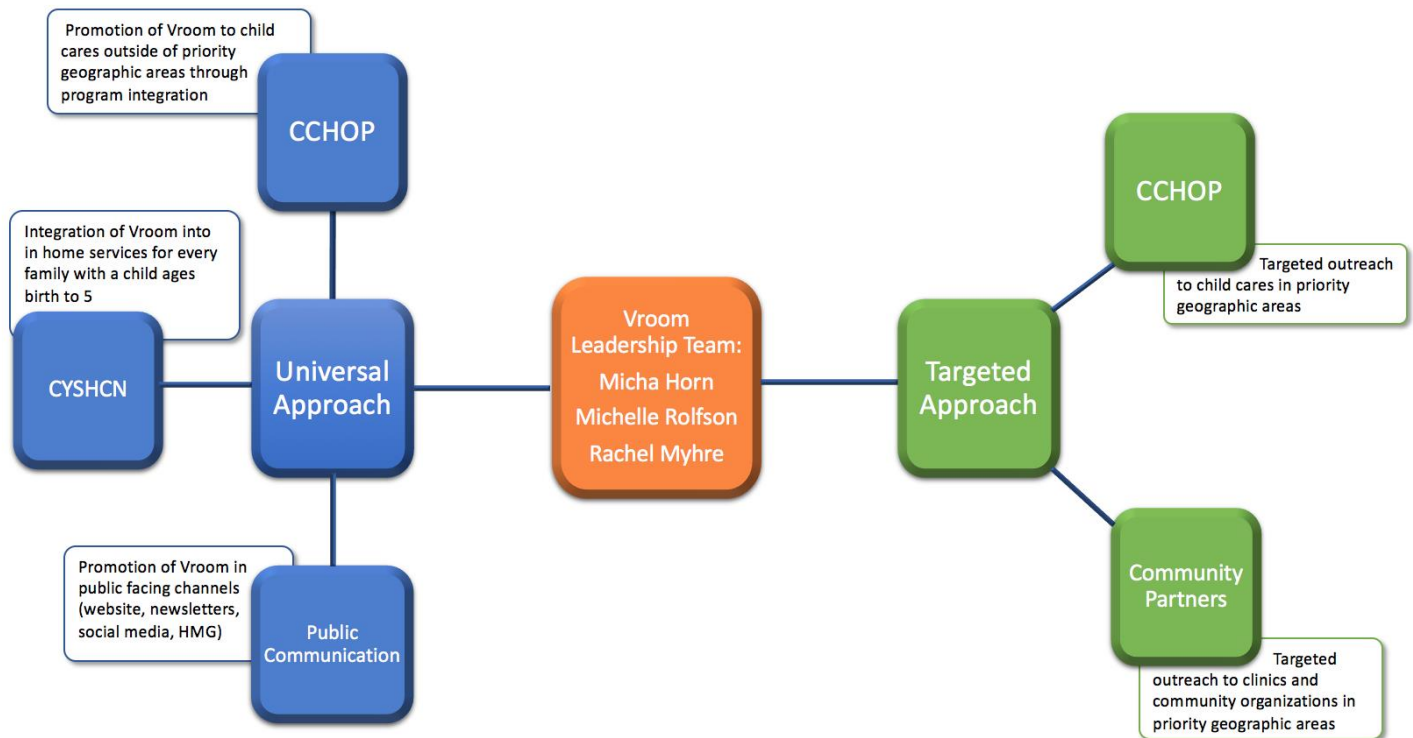 Promotion of Vroom to child
cares outside of priority
geographic areas through
program integration
CCHOP
Integration of Vroom into
in home services for every
family with a child ages
birth to 5
CYSHCN
Universal
Approach
Promotion of Vroom in
public facing channels
(website, newsletters,
social media, HMG)
Public
Communication
Vroom
Leadership Team:
Micha Horn
Michelle Rolfson
Rachel Myhre
Targeted
Approach
CCHOP
Targeted outreach
to child cares in priority
geographic areas
Community
Partners
Targeted
outreach to clinics and
community organizations in
priority geographic areas